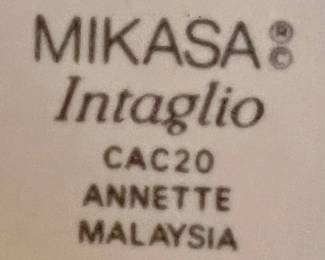 MIKASA®©
Intaglio
CAC20
ANNETTE
MALAYSIA